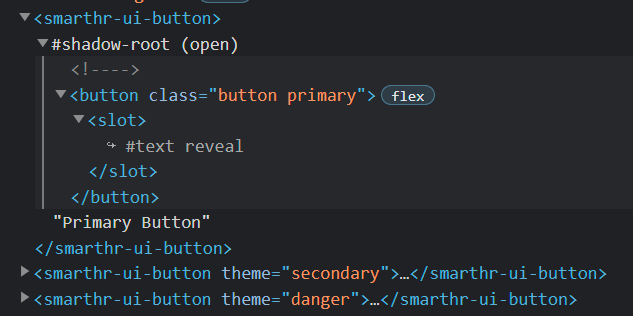 <smarthr-ui-button>
#shadow-root (open)
<!---->
<button class="button primary"> flex
<slot>
↪ #text reveal
</slot>
</button>
"Primary Button"
</smarthr-ui-button>
<smarthr-ui-button theme="secondary">…</smarthr-ui-button>
<smarthr-ui-button theme="danger">…</smarthr-ui-button>